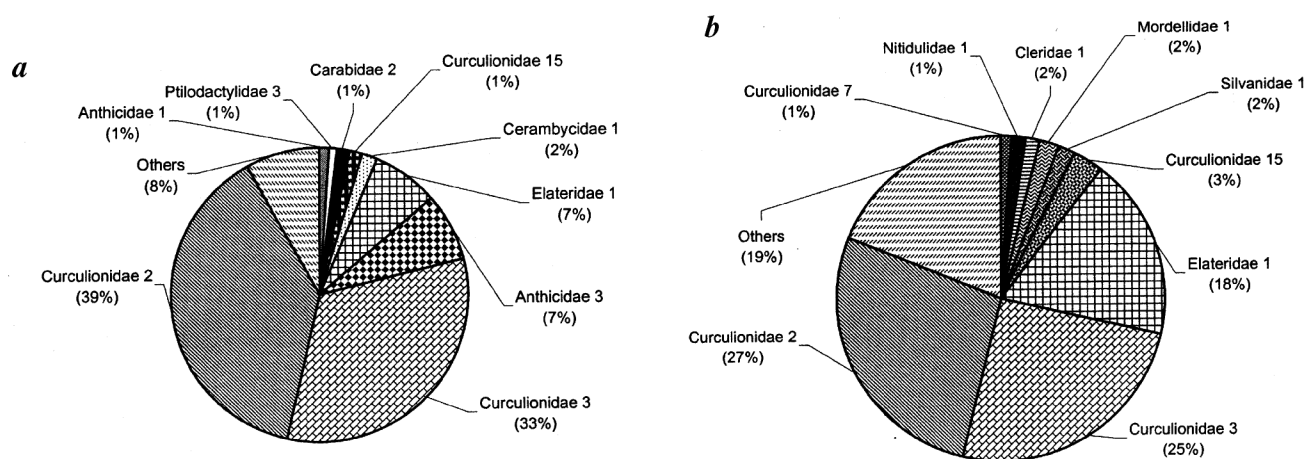 a
Carabidae 2
(1%)
Curculionidae 15
(1%)
Ptilodactylidae 3
(1%)
Anthicidae 1
(1%)
Cerambycidae 1
(2%)
Others
(8%)
Elateridae 1
(7%)
Curculionidae 2
(39%)
Anthicidae 3
(7%)
Curculionidae 3
(33%)
b
Mordellidae 1
(2%)
Nitidulidae 1
(1%)
Cleridae 1
(2%)
Silvanidae 1
(2%)
Curculionidae 7
(1%)
Curculionidae 15
(3%)
Others
(19%)
Elateridae 1
(18%)
Curculionidae 2
(27%)
Curculionidae 3
(25%)